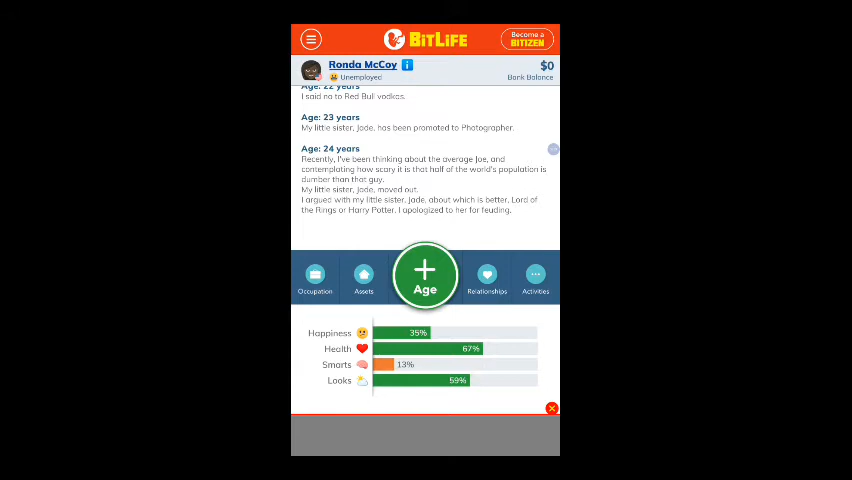 Become a
BITLIFE
BITIZEN
Ronda McCoy
$0
Unemployed
Bank Balance
Age: 22 years
I said no to Red Bull vodkas.
Age: 23 years
My little sister, Jade, has been promoted to Photographer.
Age: 24 years
Recently, I've been thinking about the average Joe, and
contemplating how scary it is that half of the world's population is
dumber than that guy.
My little sister, Jade, moved out.
I argued with my little sister, Jade, about which is better, Lord of
the Rings or Harry Potter. I apologized to her for feuding.
+
Age
Occupation
Assets
Relationships
Activities
Happiness
35%
Health
67%
Smarts
13%
Looks
59%